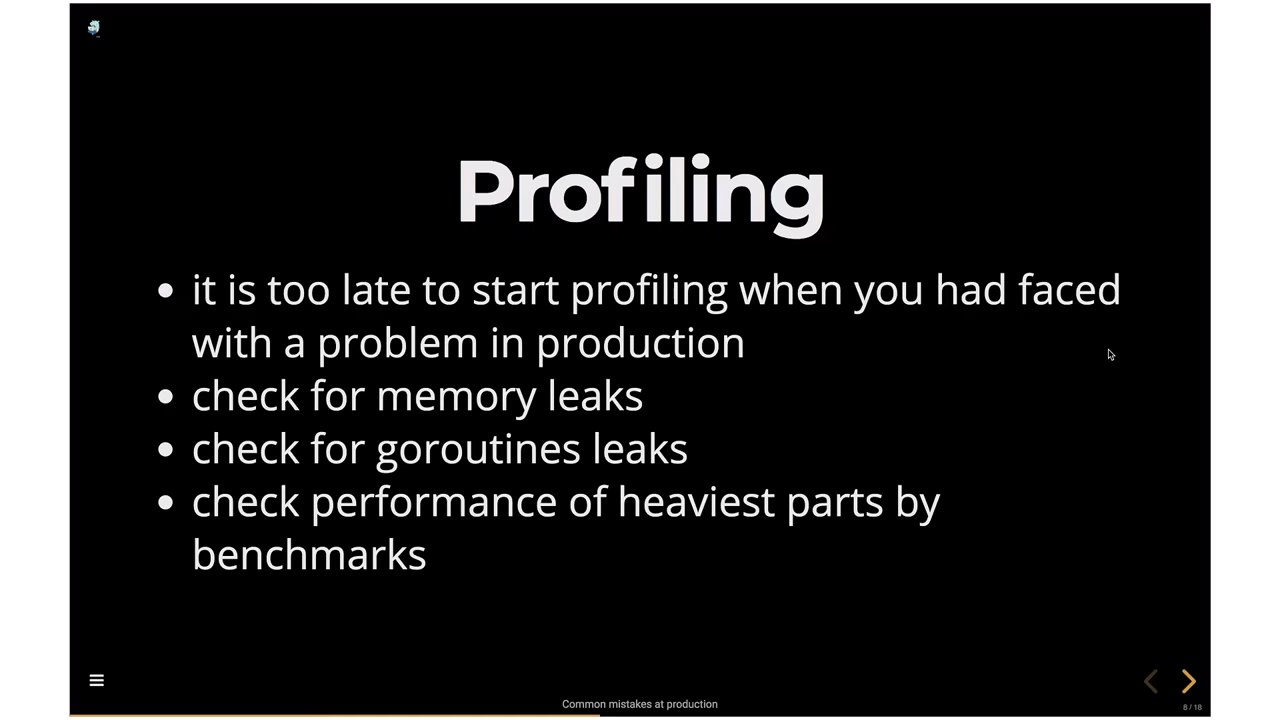 Profiling
• it is too late to start profiling when you had faced
with a problem in production
• check for memory leaks
• check for goroutines leaks
• check performance of heaviest parts by
benchmarks
Common mistakes at production
8 / 18